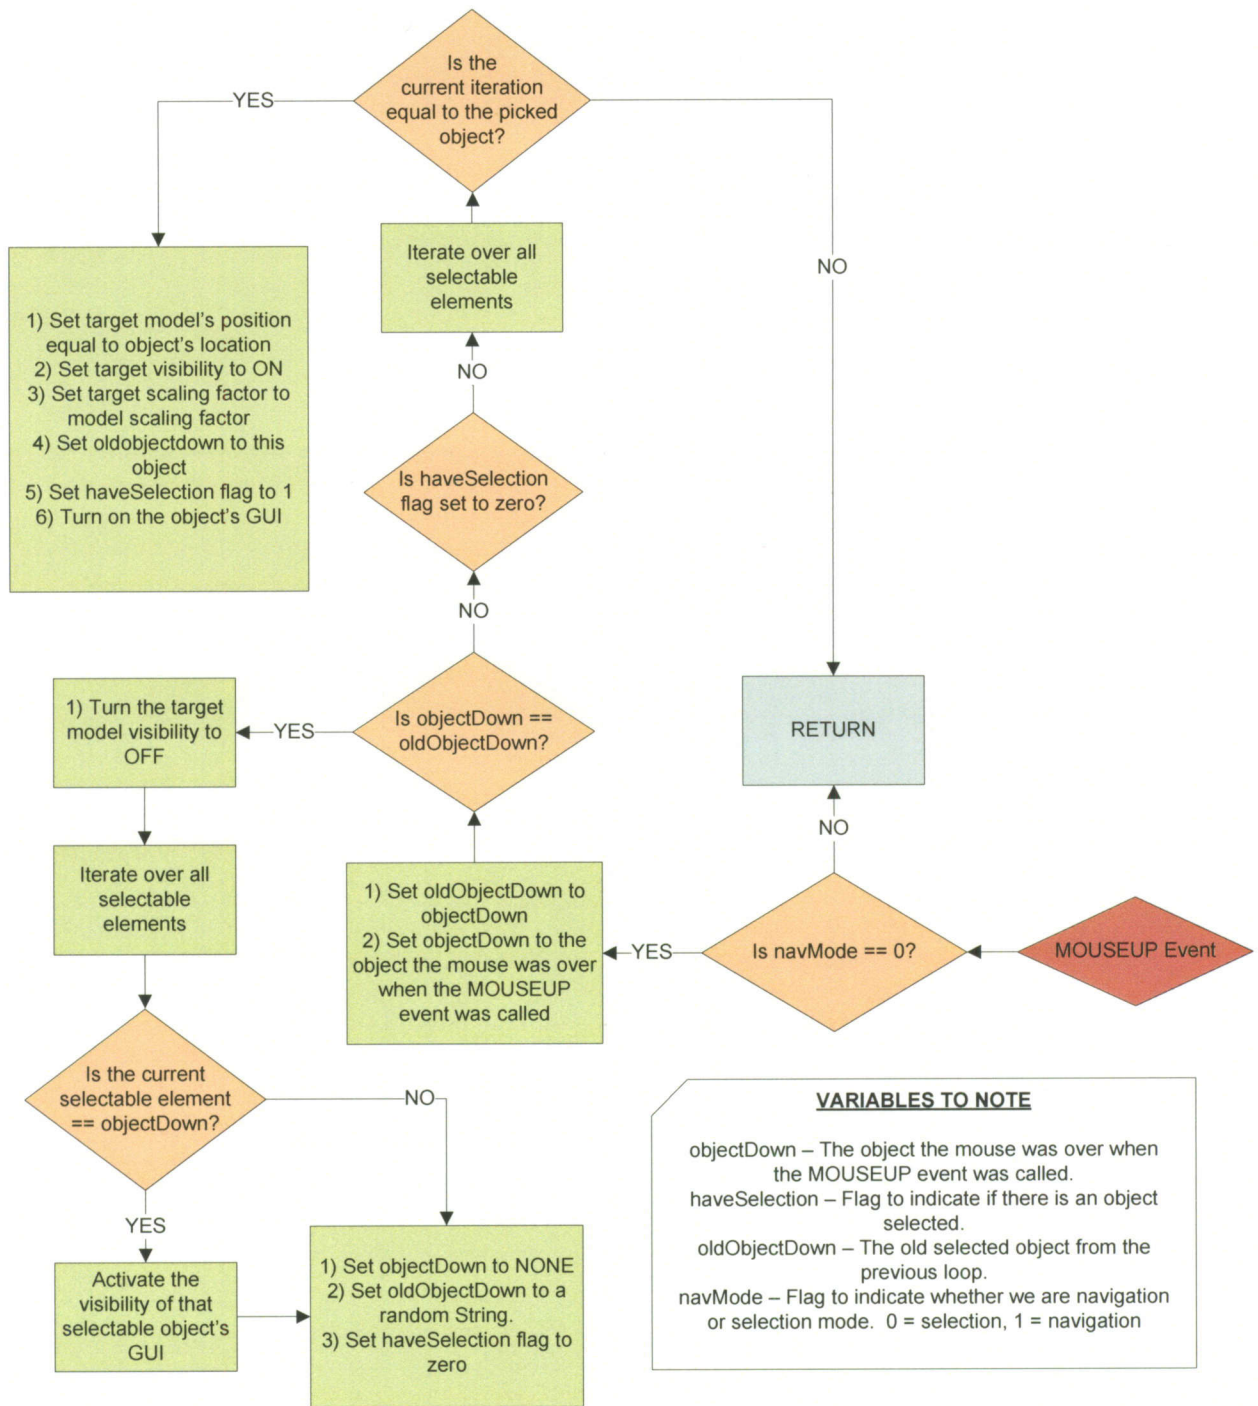 Is the
current iteration
equal to the picked
object?
YES
NO
Iterate over all
selectable
elements
1) Set target model's position
equal to object's location
2) Set target visibility to ON
3) Set target scaling factor to
model scaling factor
4) Set oldobjectdown to this
object
5) Set haveSelection flag to 1
6) Turn on the object's GUI
NO
Is haveSelection
flag set to zero?
NO
1) Turn the target
model visibility to
OFF
YES
Is objectDown ==
oldObjectDown?
RETURN
NO
Iterate over all
selectable
elements
1) Set oldObjectDown to
objectDown
2) Set objectDown to the
object the mouse was over
when the MOUSEUP
event was called
YES
Is navMode == 0?
MOUSEUP Event
Is the current
selectable element
== objectDown?
NO
YES
Activate the
visibility of that
selectable object's
GUI
1) Set objectDown to NONE
2) Set oldObjectDown to a
random String.
3) Set haveSelection flag to
zero
VARIABLES TO NOTE
objectDown – The object the mouse was over when
the MOUSEUP event was called.
haveSelection – Flag to indicate if there is an object
selected.
oldObjectDown – The old selected object from the
previous loop.
navMode – Flag to indicate whether we are navigation
or selection mode.  0 = selection, 1 = navigation